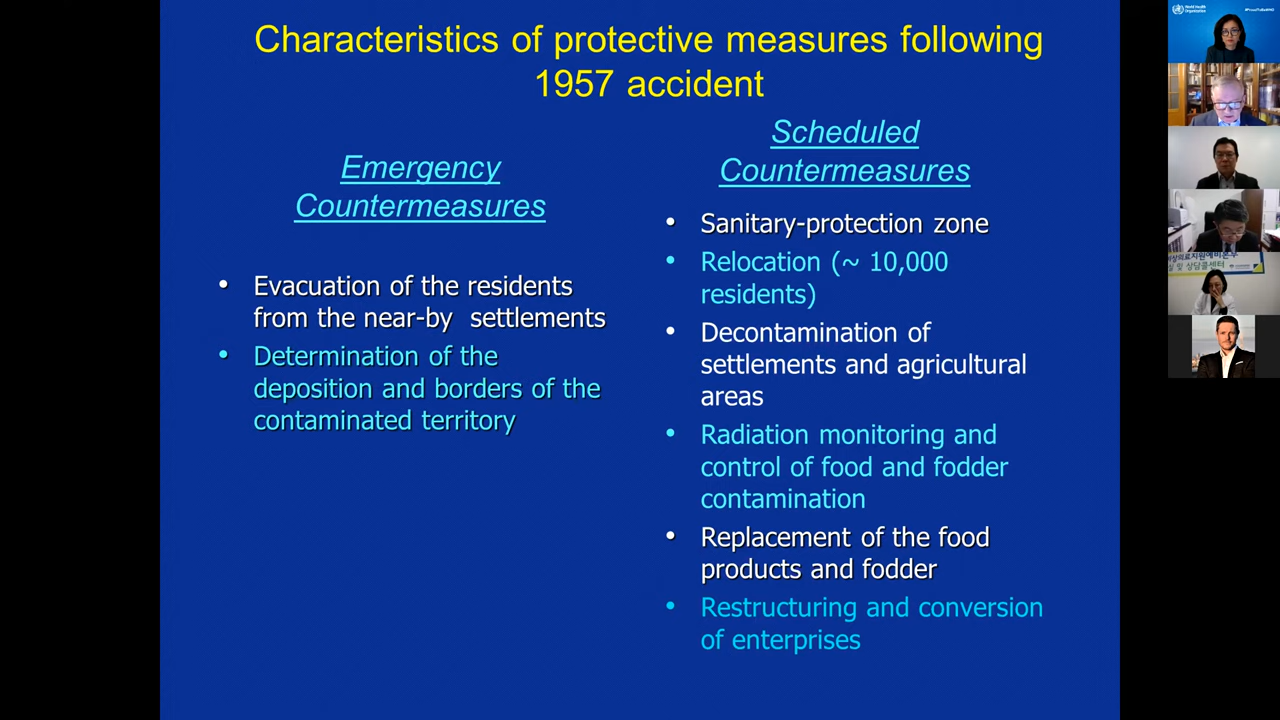 Characteristics of protective measures following
1957 accident
Emergency
Countermeasures
• Evacuation of the residents
from the near-by settlements
• Determination of the
deposition and borders of the
contaminated territory
Scheduled
Countermeasures
• Sanitary-protection zone
• Relocation (~ 10,000
residents)
• Decontamination of
settlements and agricultural
areas
• Radiation monitoring and
control of food and fodder
contamination
• Replacement of the food
products and fodder
• Restructuring and conversion
of enterprises
World Health
Organization